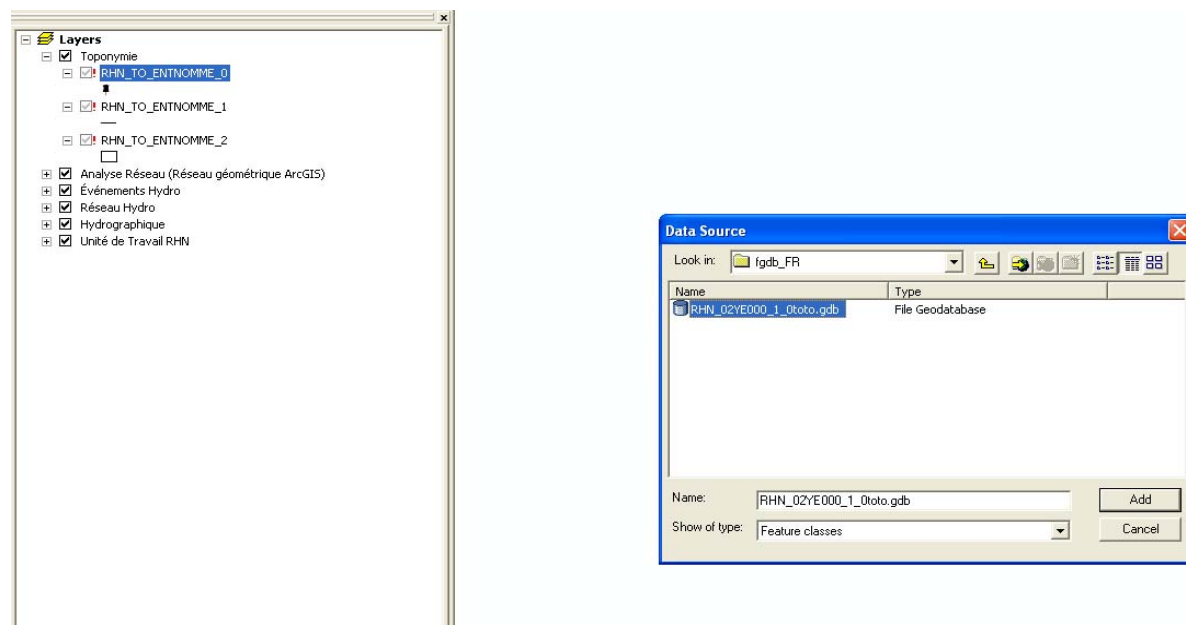 Layers
Toponymie
RHN_TO_ENTNOMME_0
RHN_TO_ENTNOMME_1
RHN_TO_ENTNOMME_2
Analyse Réseau (Réseau géométrique ArcGIS)
Événements Hydro
Réseau Hydro
Hydrographique
Unité de Travail RHN
Data Source
Look in: fgdb_FR
Name Type
RHN_02YE000_1_0toto.gdb File Geodatabase
Name: RHN_02YE000_1_0toto.gdb Add
Show of type: Feature classes Cancel